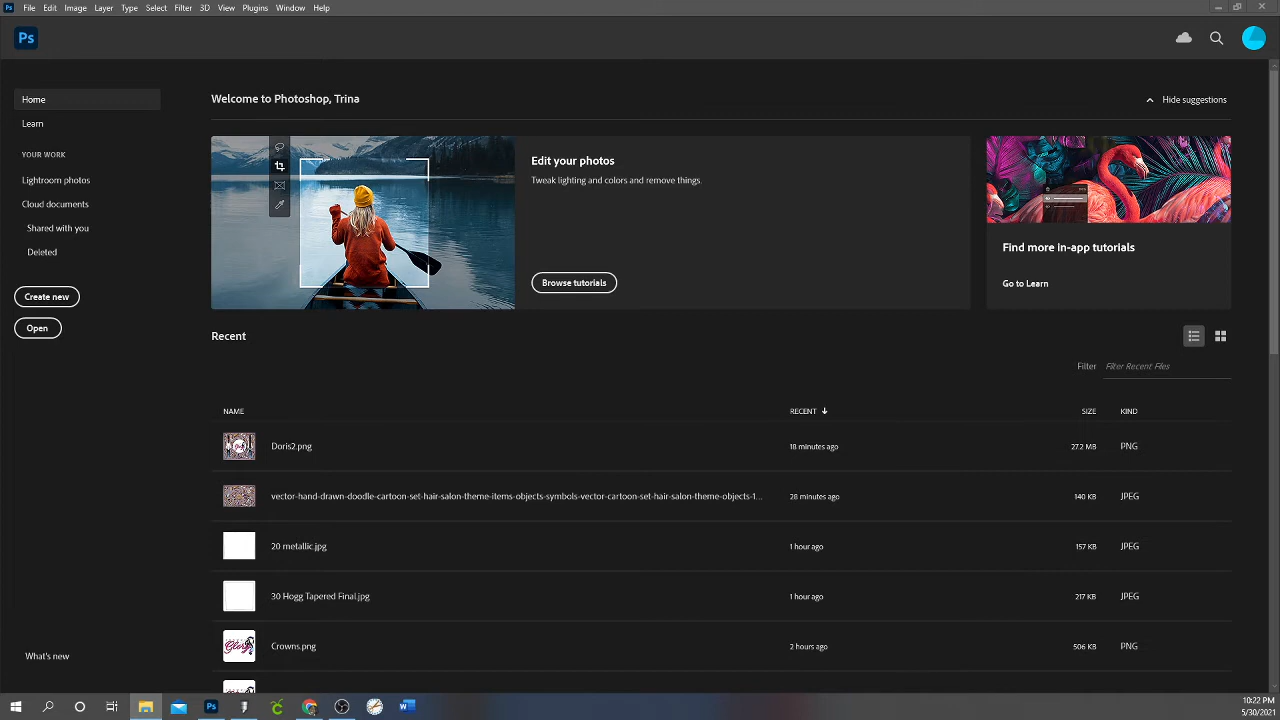 Ps File Edit Image Layer Type Select Filter 3D View Plugins Window Help
Ps
Home
Learn
YOUR WORK
Lightroom photos
Cloud documents
Shared with you
Deleted
Create new
Open
What's new
Welcome to Photoshop, Trina
Hide suggestions
Edit your photos
Tweak lighting and colors and remove things.
Browse tutorials
Find more in-app tutorials
Go to Learn
Recent
Filter Filter Recent Files
NAME RECENT SIZE KIND
Doris2.png 18 minutes ago 27.2 MB PNG
vector-hand-drawn-doodle-cartoon-set-hair-salon-theme-items-objects-symbols-vector-cartoon-set-hair-salon-theme-objects-1... 28 minutes ago 140 KB JPEG
20 metallic.jpg 1 hour ago 157 KB JPEG
30 Hogg Tapered Final.jpg 1 hour ago 217 KB JPEG
Crowns.png 2 hours ago 506 KB PNG
Ps
W
10:22 PM
5/30/2021